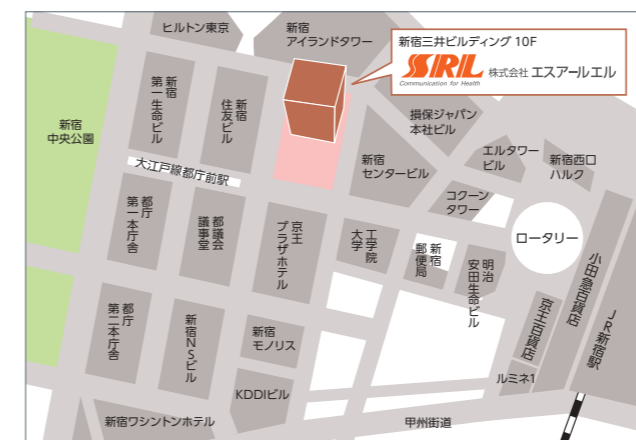 ヒルトン東京
新宿
アイランドタワー
新宿三井ビルディング 10F
SRL
Communication for Health
株式会社 エスアールエル
新宿
中央公園
新宿
第一生命ビル
新宿
住友ビル
損保ジャパン
本社ビル
新宿
センタービル
エルタワー
ビル
新宿西口
ハルク
大江戸線都庁前駅
コクーン
タワー
都庁
第一本庁舎
都議会
議事堂
京王
プラザホテル
工学院
大学
新宿
郵便局
明治
安田生命ビル
ロータリー
小田急百貨店
JR新宿駅
京王百貨店
都庁
第二本庁舎
新宿NSビル
新宿
モノリス
KDDIビル
ルミネ1
新宿ワシントンホテル
甲州街道